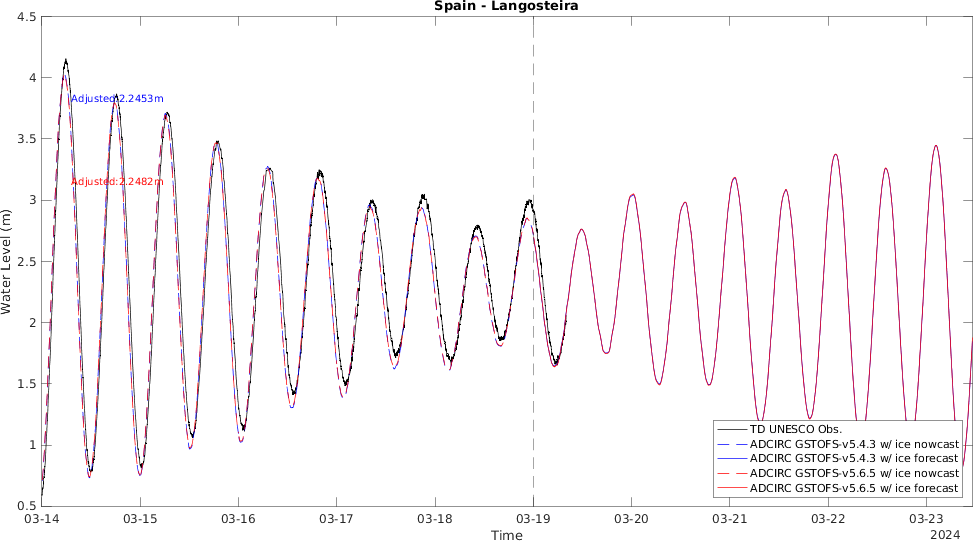 Spain - Langosteira
4.5
4
3.5
3
2.5
2
1.5
1
0.5
Water Level (m)
Adjusted:2.2453m
Adjusted:2.2482m
TD UNESCO Obs.
ADCIRC GSTOFS-v5.4.3 w/ ice nowcast
ADCIRC GSTOFS-v5.4.3 w/ ice forecast
ADCIRC GSTOFS-v5.6.5 w/ ice nowcast
ADCIRC GSTOFS-v5.6.5 w/ ice forecast
03-14 03-15 03-16 03-17 03-18 03-19 03-20 03-21 03-22 03-23
Time
2024